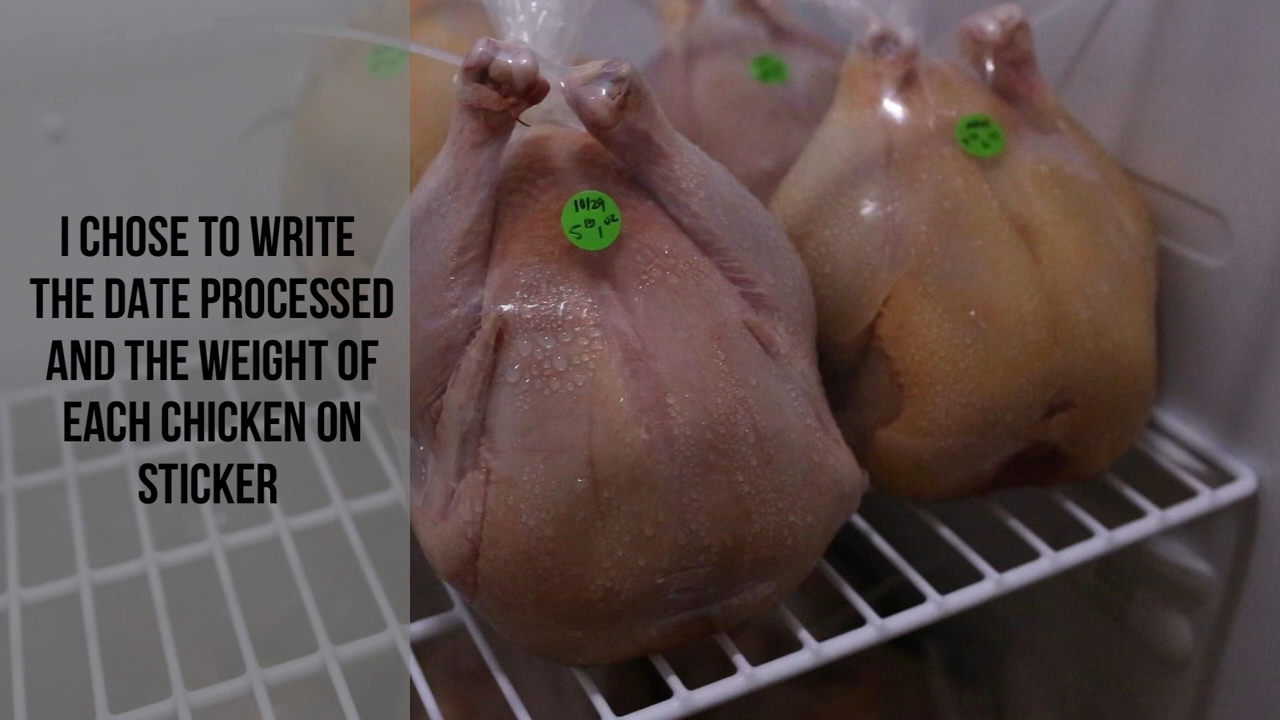 I CHOSE TO WRITE
THE DATE PROCESSED
AND THE WEIGHT OF
EACH CHICKEN ON
STICKER
10/29
5 LB 1 OZ